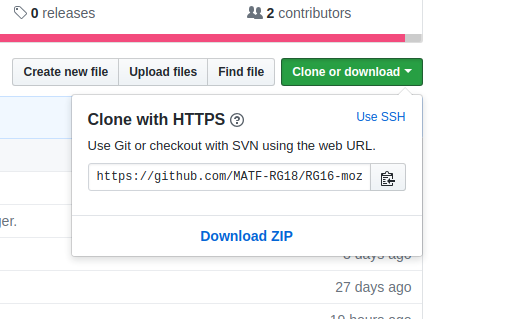 0 releases
2 contributors
Create new file
Upload files
Find file
Clone or download
Clone with HTTPS ?
Use SSH
Use Git or checkout with SVN using the web URL.
https://github.com/MATF-RG18/RG16-moz
Download ZIP
ger.
days ago
27 days ago
19 hours ago